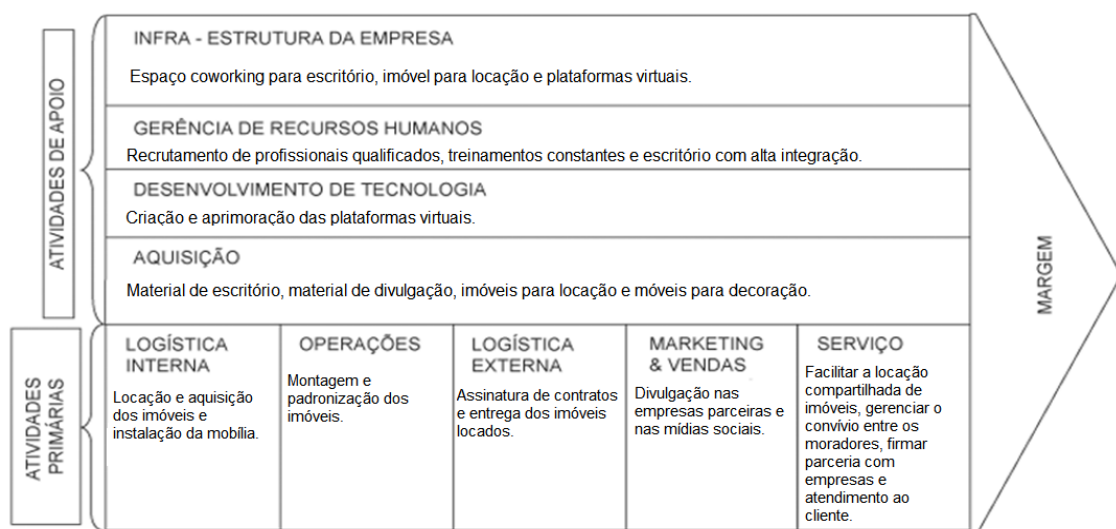 ATIVIDADES DE APOIO
INFRA - ESTRUTURA DA EMPRESA
Espaço coworking para escritório, imóvel para locação e plataformas virtuais.
GERÊNCIA DE RECURSOS HUMANOS
Recrutamento de profissionais qualificados, treinamentos constantes e escritório com alta integração.
DESENVOLVIMENTO DE TECNOLOGIA
Criação e aprimoração das plataformas virtuais.
AQUISIÇÃO
Material de escritório, material de divulgação, imóveis para locação e móveis para decoração.
ATIVIDADES
PRIMÁRIAS
LOGÍSTICA
INTERNA
Locação e aquisição
dos imóveis e
instalação da mobília.
OPERAÇÕES
Montagem e
padronização dos
imóveis.
LOGÍSTICA
EXTERNA
Assinatura de contratos
e entrega dos imóveis
locados.
MARKETING
& VENDAS
Divulgação nas
empresas parceiras e
nas mídias sociais.
SERVIÇO
Facilitar a locação
compartilhada de
imóveis, gerenciar o
convívio entre os
moradores, firmar
parceria com
empresas e
atendimento ao
cliente.
MARGEM